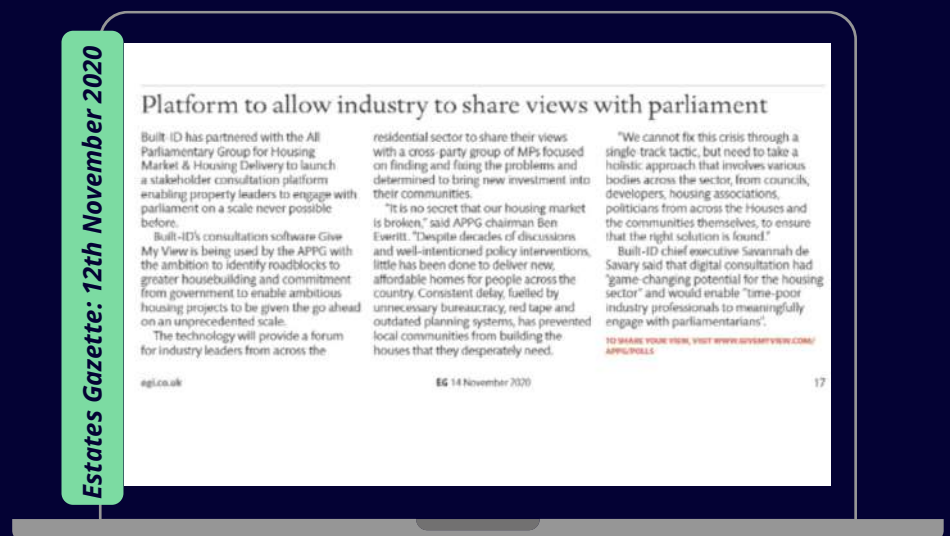 Estates Gazette: 12th November 2020
Platform to allow industry to share views with parliament
Built-ID has partnered with the All
Parliamentary Group for Housing
Market & Housing Delivery to launch
a stakeholder consultation platform
enabling property leaders to engage with
parliament on a scale never possible
before.
Built-ID's consultation software Give
My View is being used by the APPG with
the ambition to identify roadblocks to
greater housebuilding and commitment
from government to enable ambitious
housing projects to be given the go ahead
on an unprecedented scale.
The technology will provide a forum
for industry leaders from across the
residential sector to share their views
with a cross-party group of MPs focused
on finding and fixing the problems and
determined to bring new investment into
their communities.
"It is no secret that our housing market
is broken," said APPG chairman Ben
Everitt. "Despite decades of discussions
and well-intentioned policy interventions,
little has been done to deliver new,
affordable homes for people across the
country. Consistent delay, fuelled by
unnecessary bureaucracy, red tape and
outdated planning systems, has prevented
local communities from building the
houses that they desperately need.
"We cannot fix this crisis through a
single-track tactic, but need to take a
holistic approach that involves various
bodies across the sector, from councils,
developers, housing associations,
politicians from across the Houses and
the communities themselves, to ensure
that the right solution is found."
Built-ID chief executive Savannah de
Savary said that digital consultation had
"game-changing potential for the housing
sector" and would enable "time-poor
industry professionals to meaningfully
engage with parliamentarians".
TO SHARE YOUR VIEW, VISIT WWW.GIVEMYVIEW.COM/
APPG/POLLS
egi.co.uk
EG 14 November 2020
17